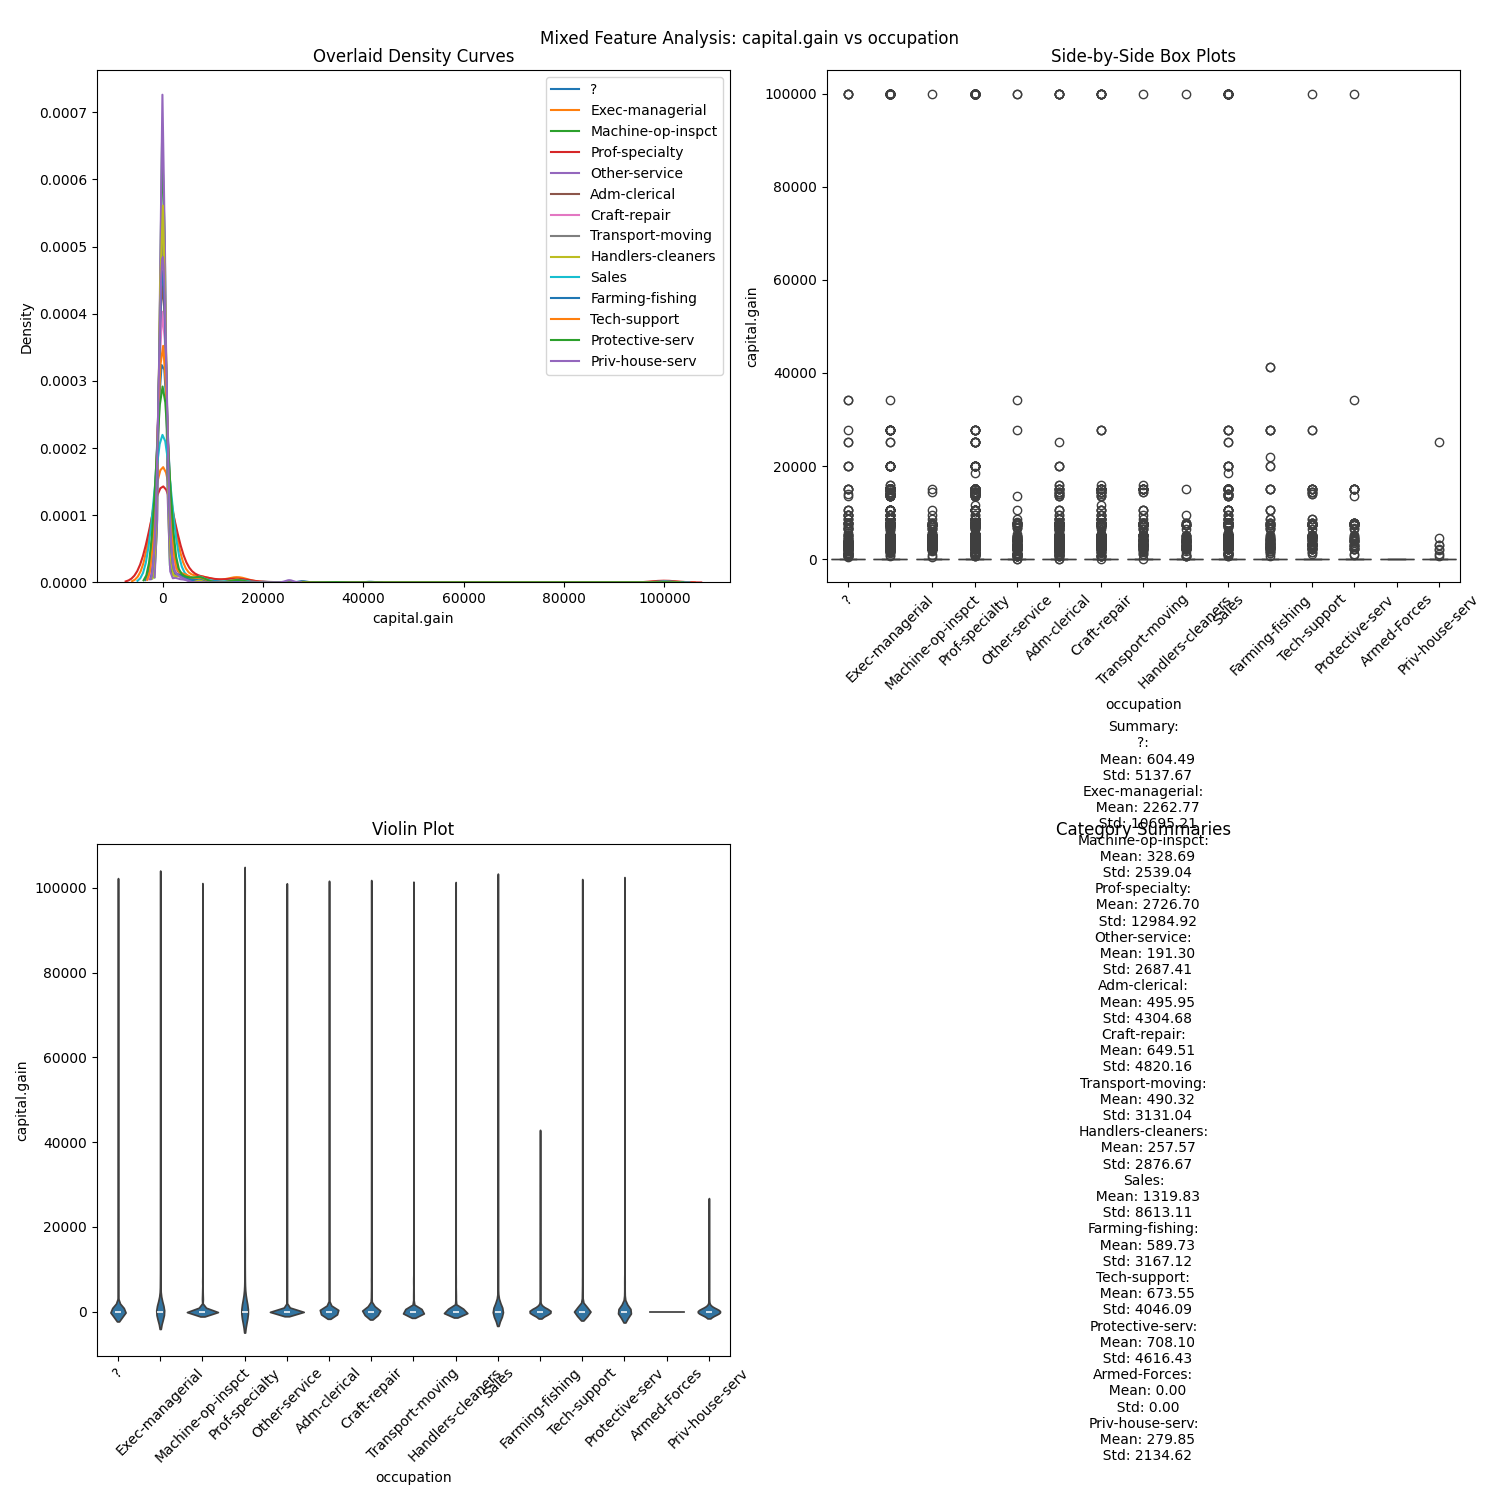 Mixed Feature Analysis: capital.gain vs occupation
Overlaid Density Curves
Density
0.0007
0.0006
0.0005
0.0004
0.0003
0.0002
0.0001
0.0000
0
20000
40000
60000
80000
100000
capital.gain
?
Exec-managerial
Machine-op-inspct
Prof-specialty
Other-service
Adm-clerical
Craft-repair
Transport-moving
Handlers-cleaners
Sales
Farming-fishing
Tech-support
Protective-serv
Priv-house-serv
Side-by-Side Box Plots
capital.gain
100000
80000
60000
40000
20000
0
?
Exec-managerial
Machine-op-inspct
Prof-specialty
Other-service
Adm-clerical
Craft-repair
Transport-moving
Handlers-cleaners
Sales
Farming-fishing
Tech-support
Protective-serv
Armed-Forces
Priv-house-serv
occupation
Violin Plot
capital.gain
100000
80000
60000
40000
20000
0
?
Exec-managerial
Machine-op-inspct
Prof-specialty
Other-service
Adm-clerical
Craft-repair
Transport-moving
Handlers-cleaners
Sales
Farming-fishing
Tech-support
Protective-serv
Armed-Forces
Priv-house-serv
occupation
Category Summaries
Summary:
?:
Mean: 604.49
Std: 5137.67
Exec-managerial:
Mean: 2262.77
Std: 10695.21
Machine-op-inspct:
Mean: 328.69
Std: 2539.04
Prof-specialty:
Mean: 2726.70
Std: 12984.92
Other-service:
Mean: 191.30
Std: 2687.41
Adm-clerical:
Mean: 495.95
Std: 4304.68
Craft-repair:
Mean: 649.51
Std: 4820.16
Transport-moving:
Mean: 490.32
Std: 3131.04
Handlers-cleaners:
Mean: 257.57
Std: 2876.67
Sales:
Mean: 1319.83
Std: 8613.11
Farming-fishing:
Mean: 589.73
Std: 3167.12
Tech-support:
Mean: 673.55
Std: 4046.09
Protective-serv:
Mean: 708.10
Std: 4616.43
Armed-Forces:
Mean: 0.00
Std: 0.00
Priv-house-serv:
Mean: 279.85
Std: 2134.62